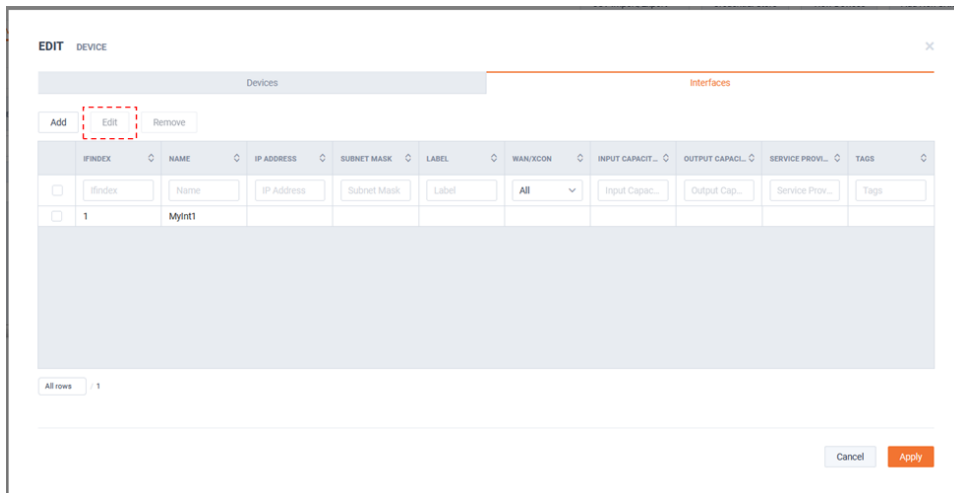 EDIT DEVICE ×
Devices Interfaces
Add Edit Remove
IFINDEX NAME IP ADDRESS SUBNET MASK LABEL WAN/XCON INPUT CAPACIT... OUTPUT CAPACI... SERVICE PROVI... TAGS
Ifindex Name IP Address Subnet Mask Label All Input Capac... Output Cap... Service Prov... Tags
1 MyInt1
All rows / 1
Cancel Apply